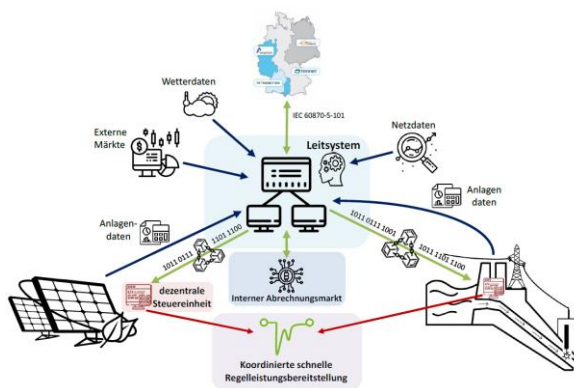 IEC 60870-5-101
Wetterdaten
Externe
Märkte
Leitsystem
Netzdaten
Anlagen
daten
Anlagen-
daten
1011 0111
1101 1100
1011 0111 1001
1011 1101 1100
dezentrale
Steuereinheit
Interner Abrechnungsmarkt
Koordinierte schnelle
Regelleistungsbereitstellung